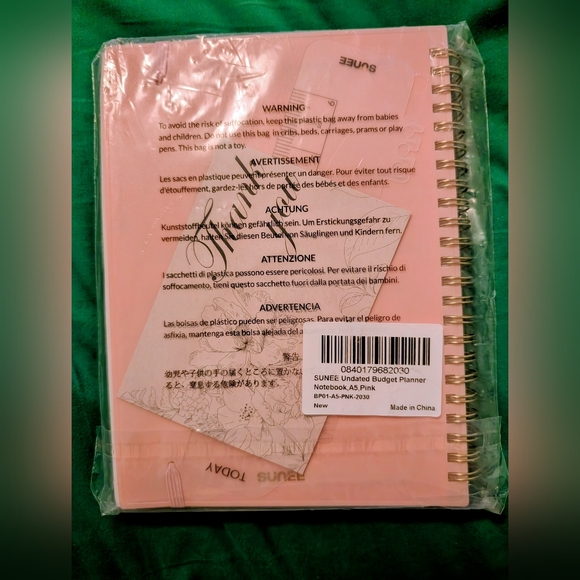 SUNEE
WARNING
To avoid the risk of suffocation, keep this plastic bag away from babies
and children. Do not use this bag in cribs, beds, carriages, prams or play
pens. This bag is not a toy.
AVERTISSEMENT
Les sacs en plastique peuvent présenter un danger. Pour éviter tout risque
d'étouffement, gardez-les hors de portée des bébés et des enfants.
Thank
you
ACHTUNG
Kunststoffbeutel können gefährlich sein. Um Erstickungsgefahr zu
vermeiden, halten Sie diesen Beutel von Säuglingen und Kindern fern.
ATTENZIONE
I sacchetti di plastica possono essere pericolosi. Per evitare il rischio di
soffocamento, tieni questo sacchetto fuori dalla portata dei bambini.
ADVERTENCIA
Las bolsas de plástico pueden ser peligrosas. Para evitar el peligro de
asfixia, mantenga esta bolsa alejada del
警告
幼児や子供の手の届くところに置かない
ると、窒息する危険があります。
0840179682030
SUNEE Undated Budget Planner
Notebook,A5,Pink
BP01-A5-PNK-2030
New Made in China
TODAY
SUNEE